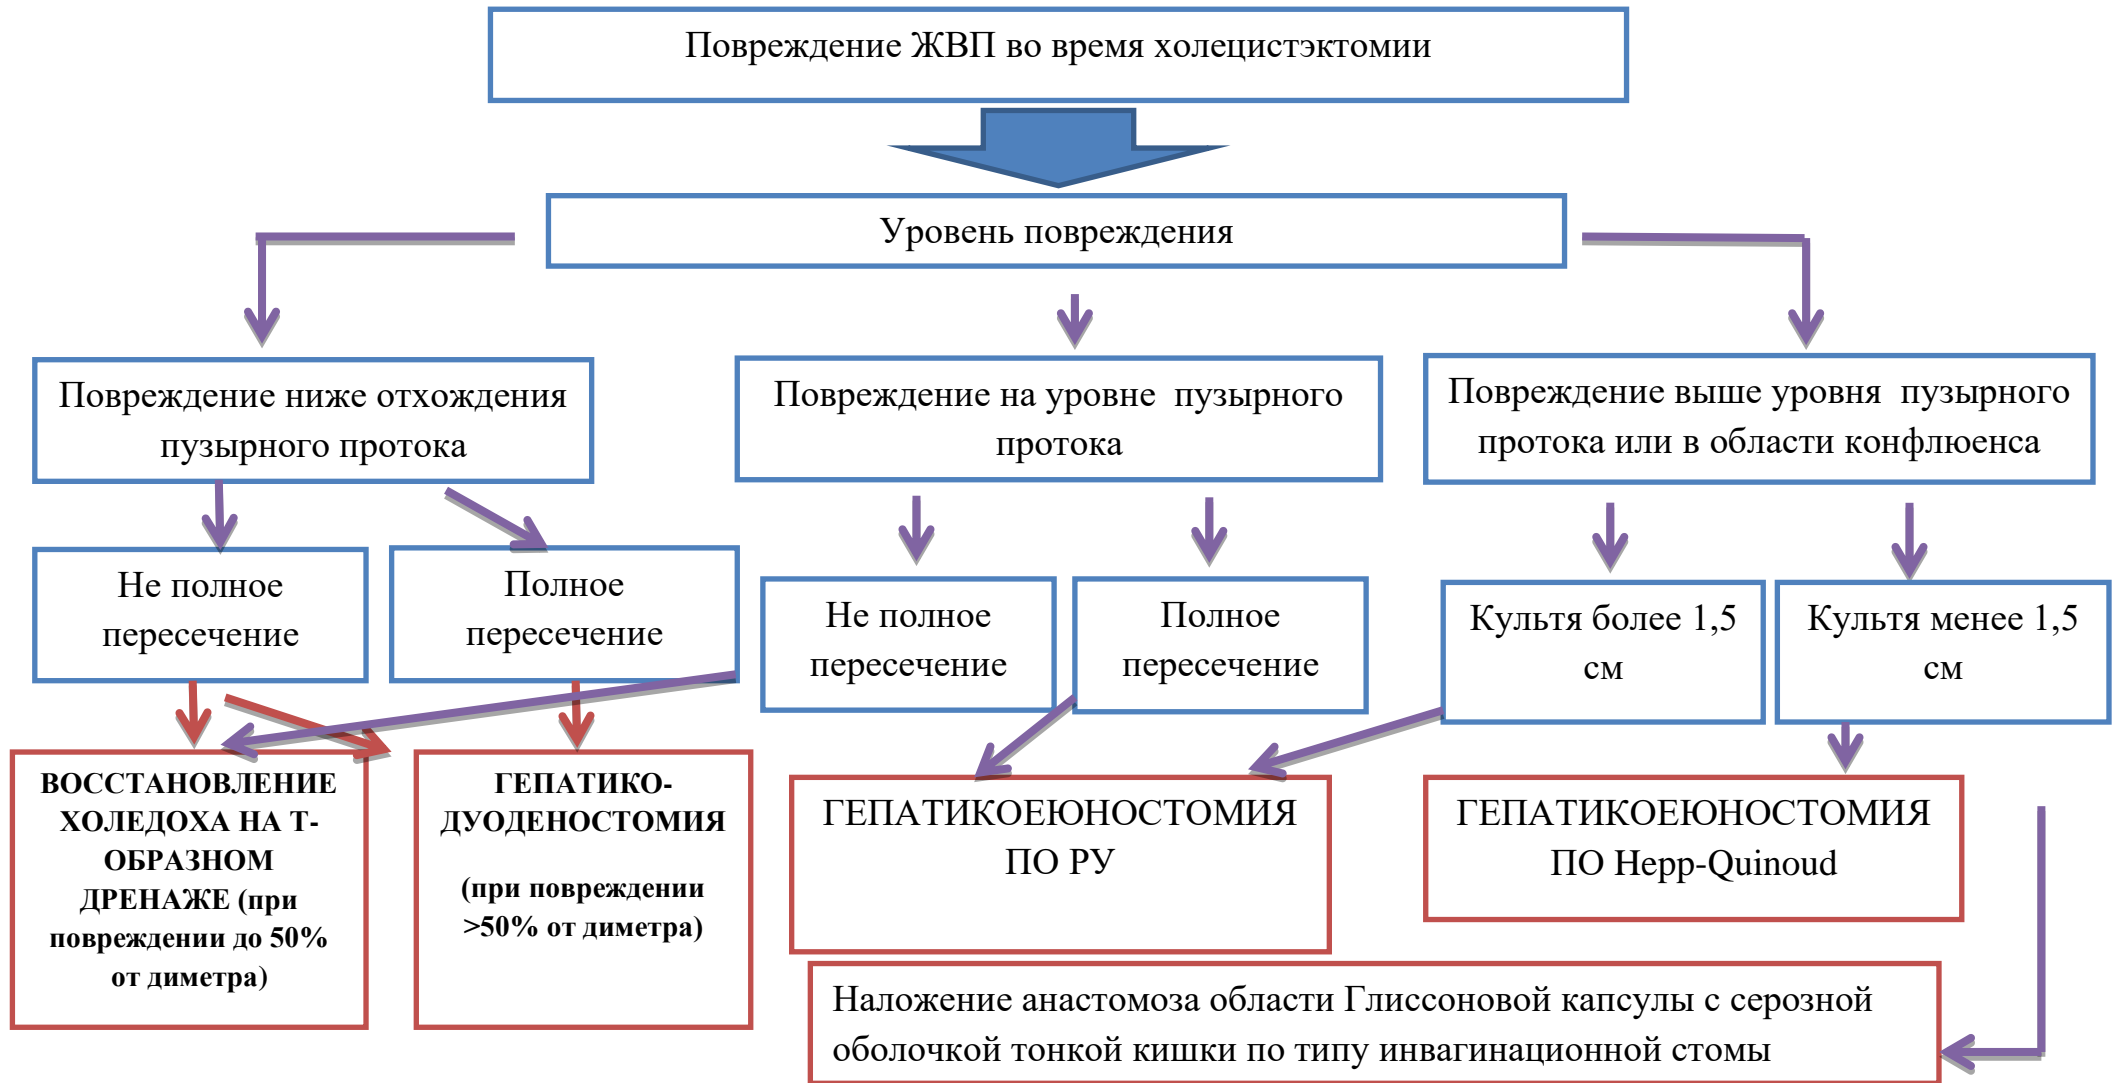 Повреждение ЖВП во время холецистэктомии
Уровень повреждения
Повреждение ниже отхождения
пузырного протока
Повреждение на уровне пузырного
протока
Повреждение выше уровня пузырного
протока или в области конфлюенса
Не полное
пересечение
Полное
пересечение
Не полное
пересечение
Полное
пересечение
Культя более 1,5
см
Культя менее 1,5
см
ВОССТАНОВЛЕНИЕ
ХОЛЕДОХА НА Т-
ОБРАЗНОМ
ДРЕНАЖЕ (при
повреждении до 50%
от диметра)
ГЕПАТИКО-
ДУОДЕНОСТОМИЯ
(при повреждении
>50% от диметра)
ГЕПАТИКОЕЮНОСТОМИЯ
ПО РУ
ГЕПАТИКОЕЮНОСТОМИЯ
ПО Hepp-Quinoud
Наложение анастомоза области Глиссоновой капсулы с серозной
оболочкой тонкой кишки по типу инвагинационной стомы